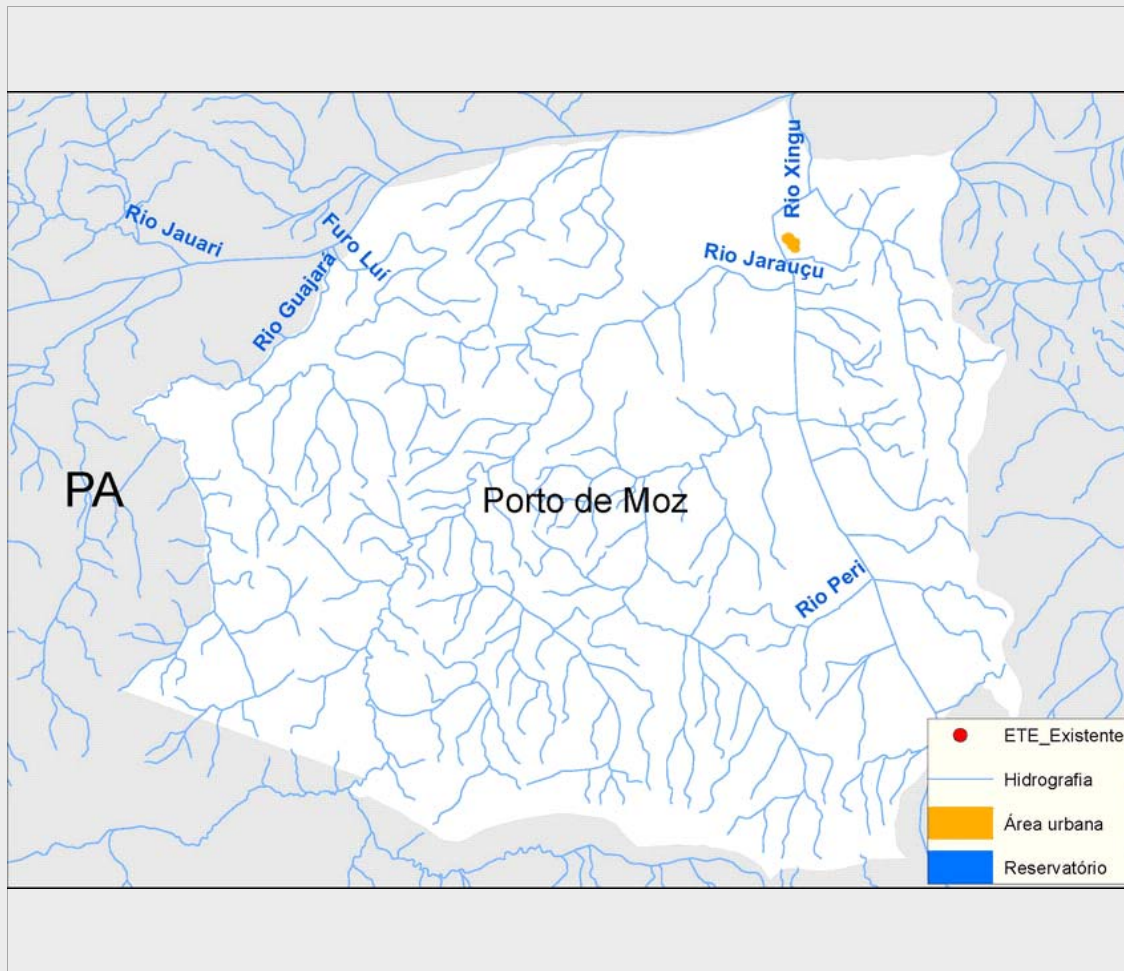 Rio Xingu
Rio Jauari
Furo Luí
Rio Guajará
Rio Jarauçu
PA
Porto de Moz
Rio Peri
ETE_Existente
Hidrografia
Área urbana
Reservatório